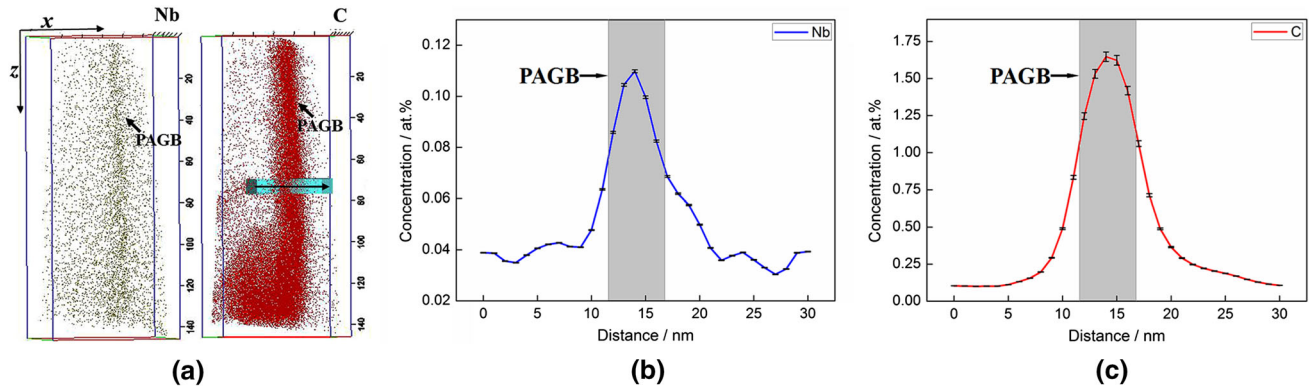 x
Nb
C
z
20
40
60
80
100
120
140
PAGB
20
40
60
80
100
120
140
PAGB
(a)
Concentration / at.%
0.12
0.10
0.08
0.06
0.04
0.02
Nb
PAGB
0 5 10 15 20 25 30
Distance / nm
(b)
Concentration / at.%
1.75
1.50
1.25
1.00
0.75
0.50
0.25
0.00
C
PAGB
0 5 10 15 20 25 30
Distance / nm
(c)